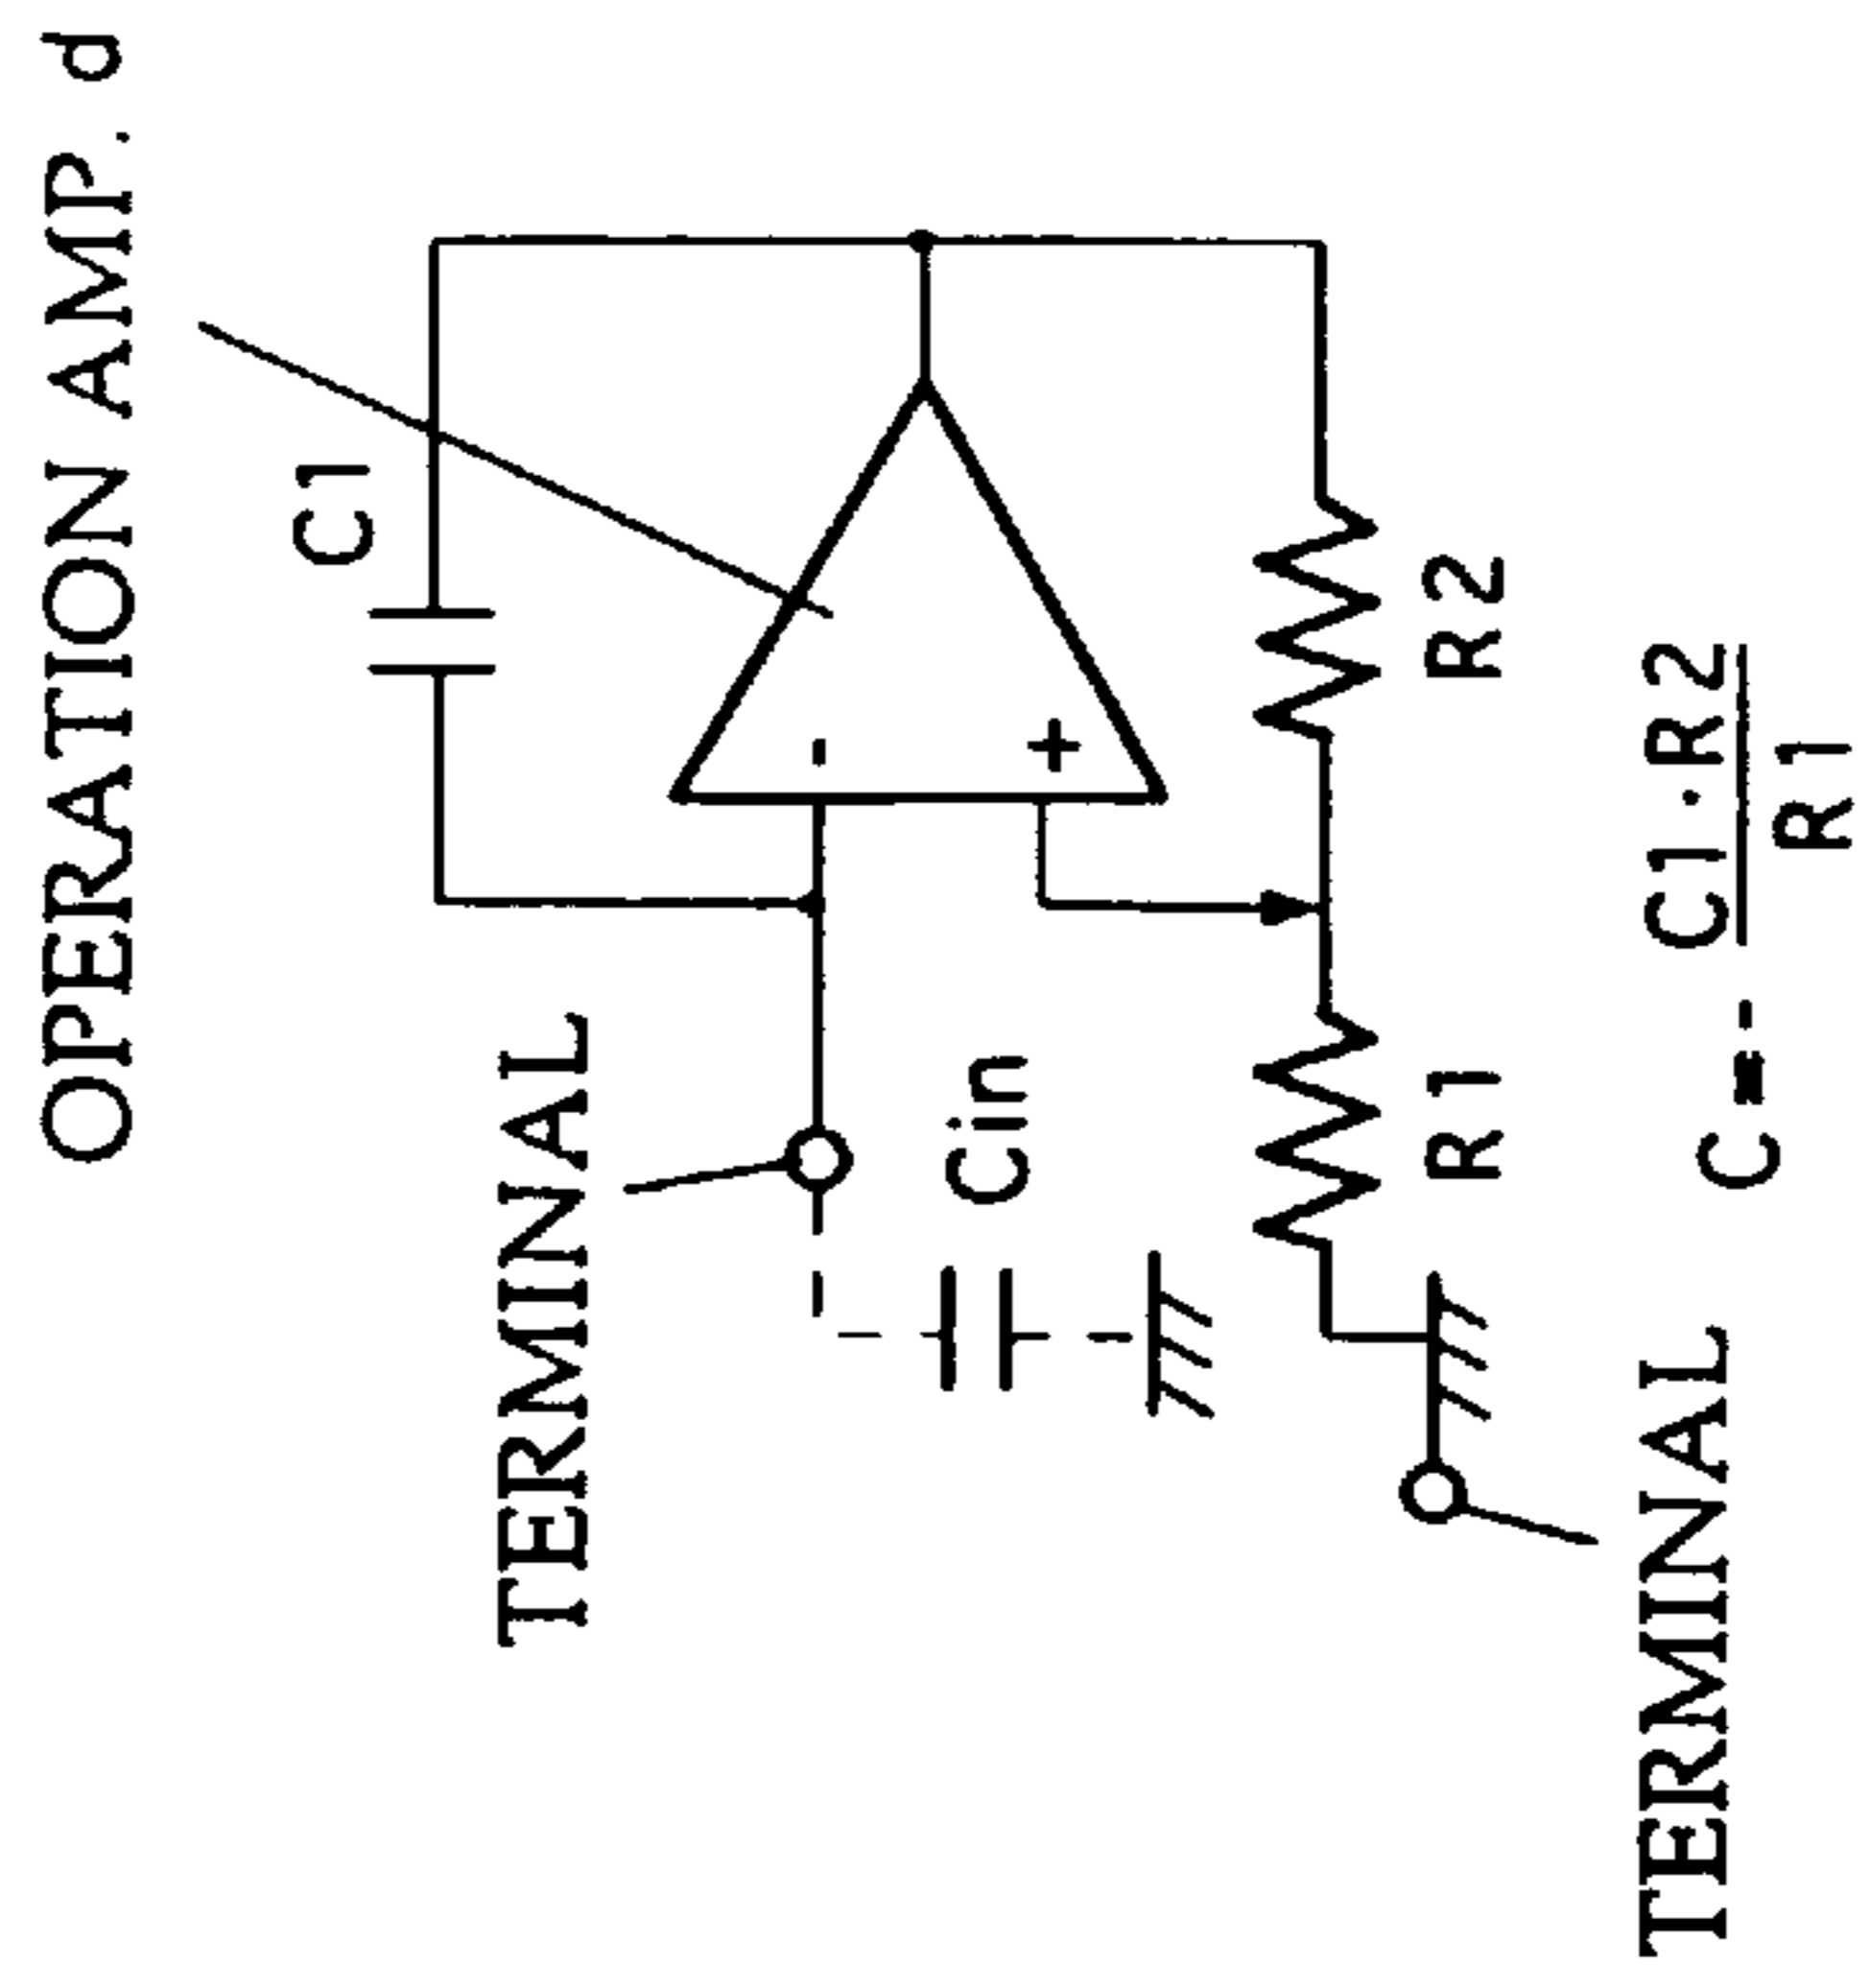 OPERATION AMP. d
C1
TERMINAL
-
+
Cin
R1
R2
TERMINAL
C = - C1·R2
R1